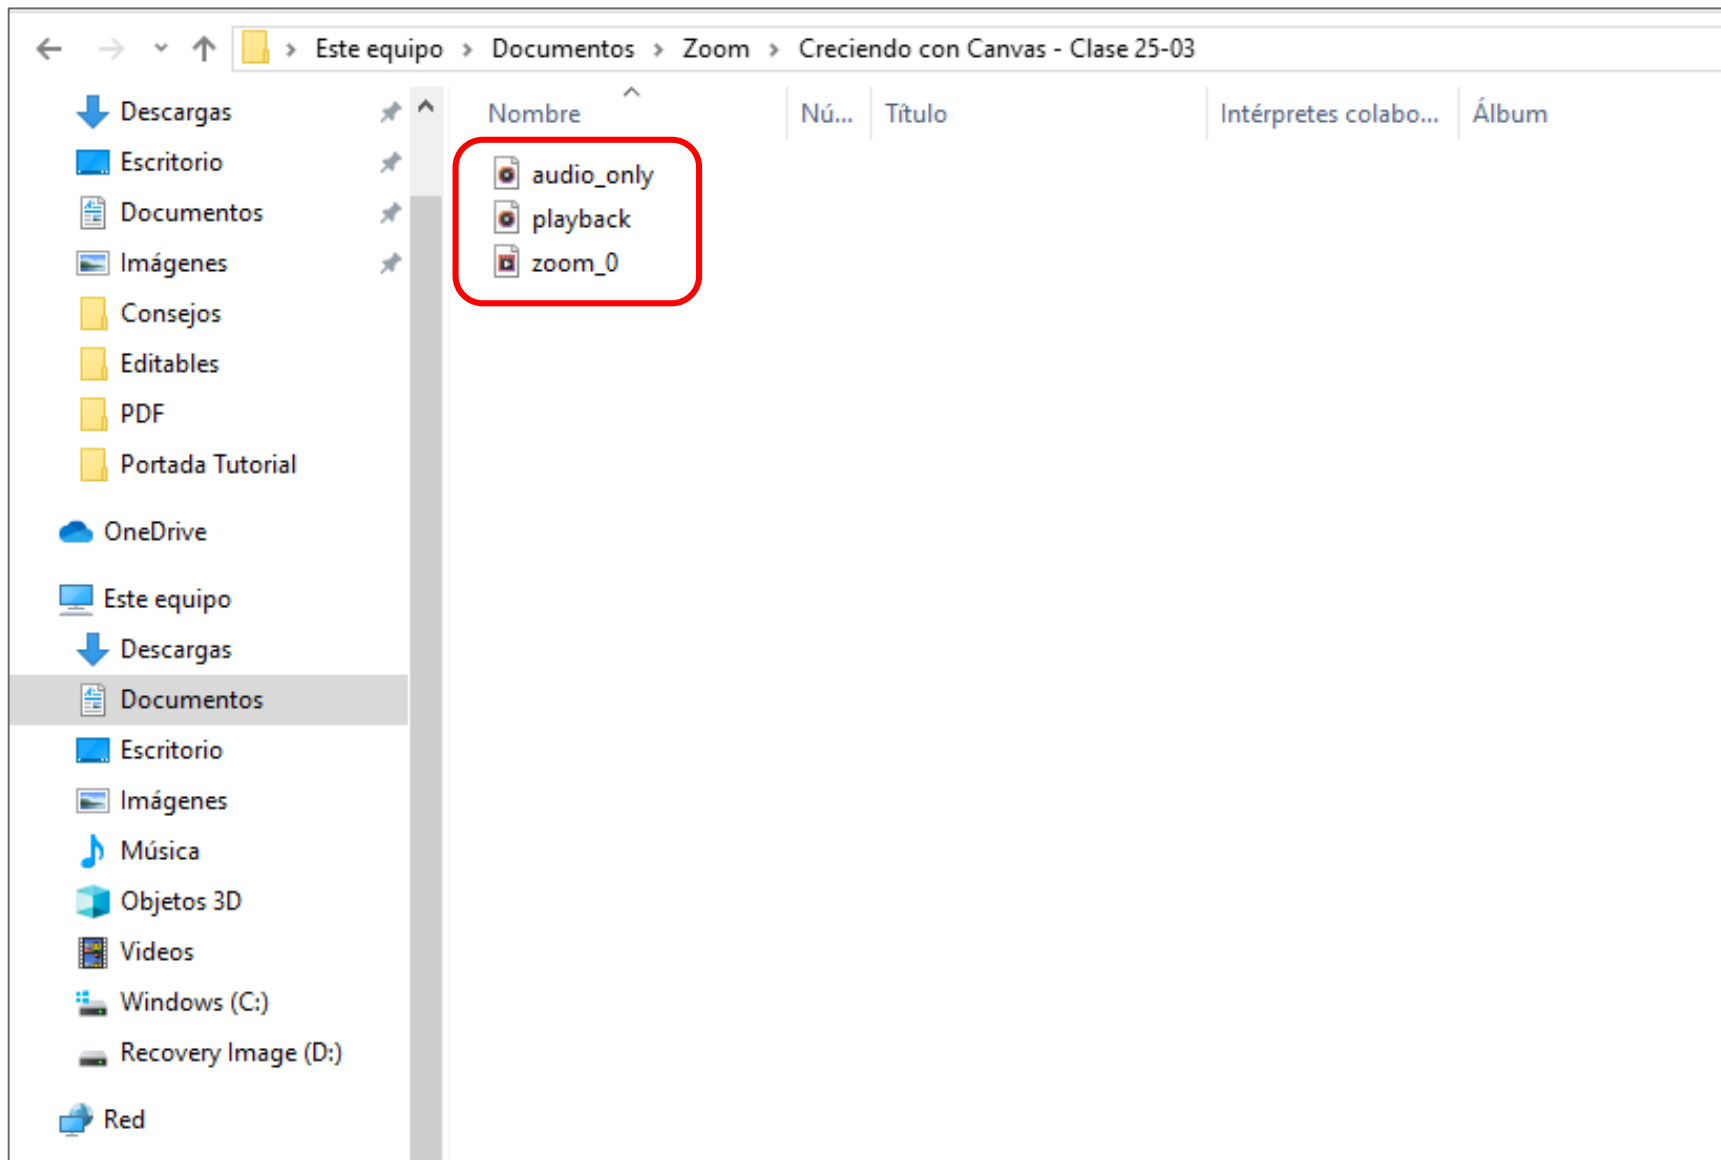 Este equipo > Documentos > Zoom > Creciendo con Canvas - Clase 25-03
Nombre Nú... Título Intérpretes colabo... Álbum
audio_only
playback
zoom_0
Descargas
Escritorio
Documentos
Imágenes
Consejos
Editables
PDF
Portada Tutorial
OneDrive
Este equipo
Descargas
Documentos
Escritorio
Imágenes
Música
Objetos 3D
Videos
Windows (C:)
Recovery Image (D:)
Red